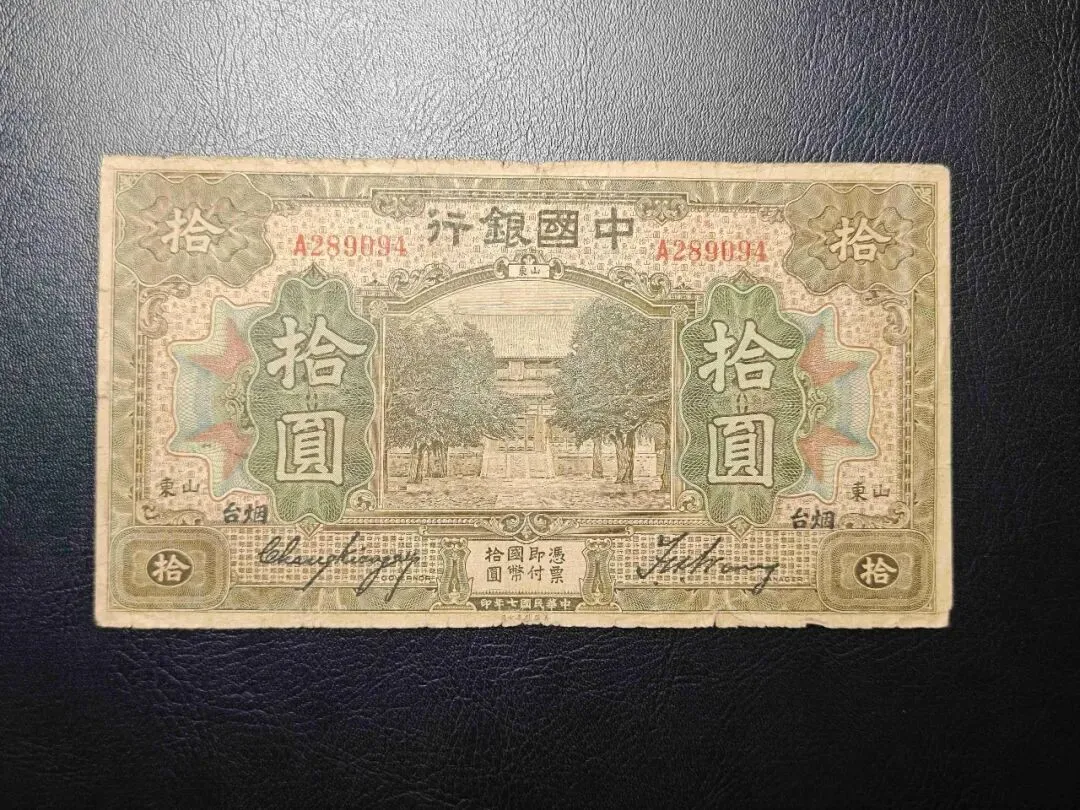 中國銀行
A289094 A289094
山東
拾 拾
拾圓 拾圓
山東 山東
烟台 烟台
憑票即付國幣拾圓
GOVERNOR
中華民國七年印
拾 拾